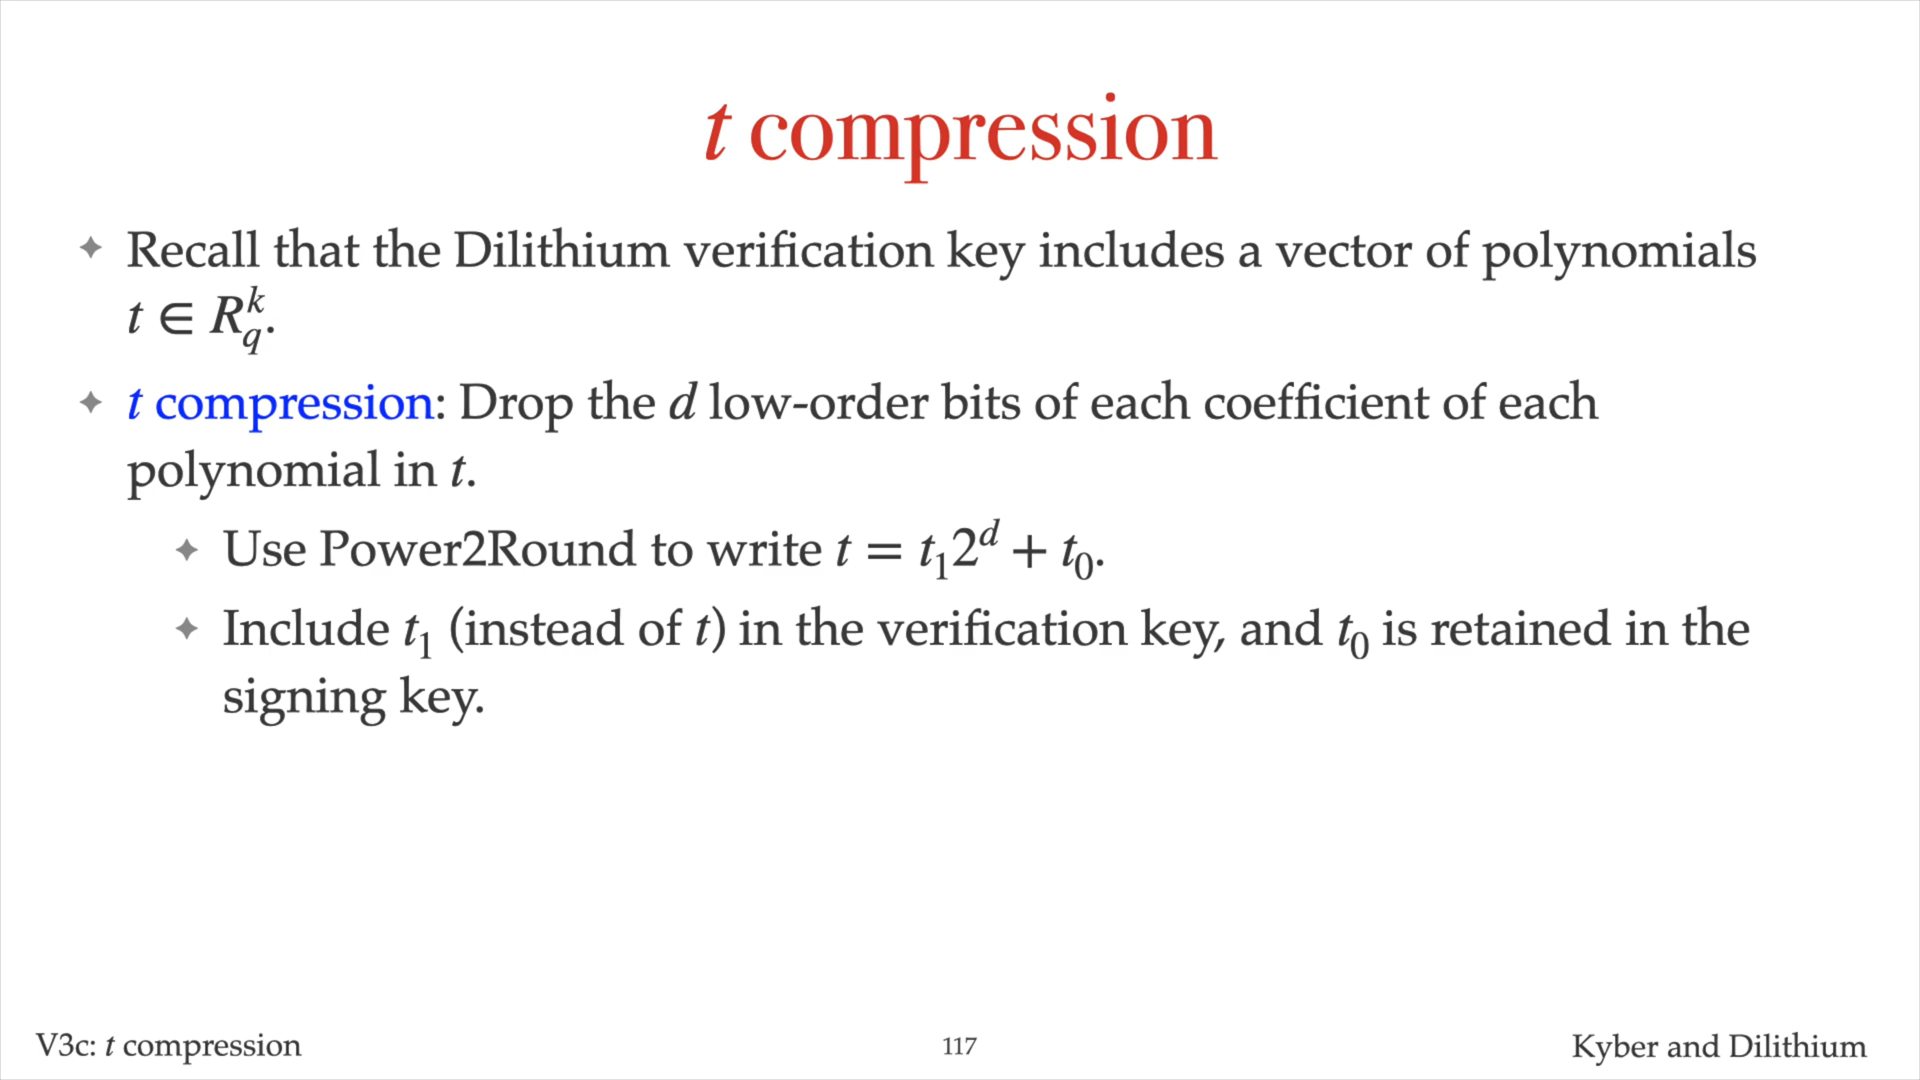 t compression
Recall that the Dilithium verification key includes a vector of polynomials
t ∈ R_q^k.
t compression: Drop the d low-order bits of each coefficient of each
polynomial in t.
Use Power2Round to write t = t₁2^d + t₀.
Include t₁ (instead of t) in the verification key, and t₀ is retained in the
signing key.
V3c: t compression
117
Kyber and Dilithium